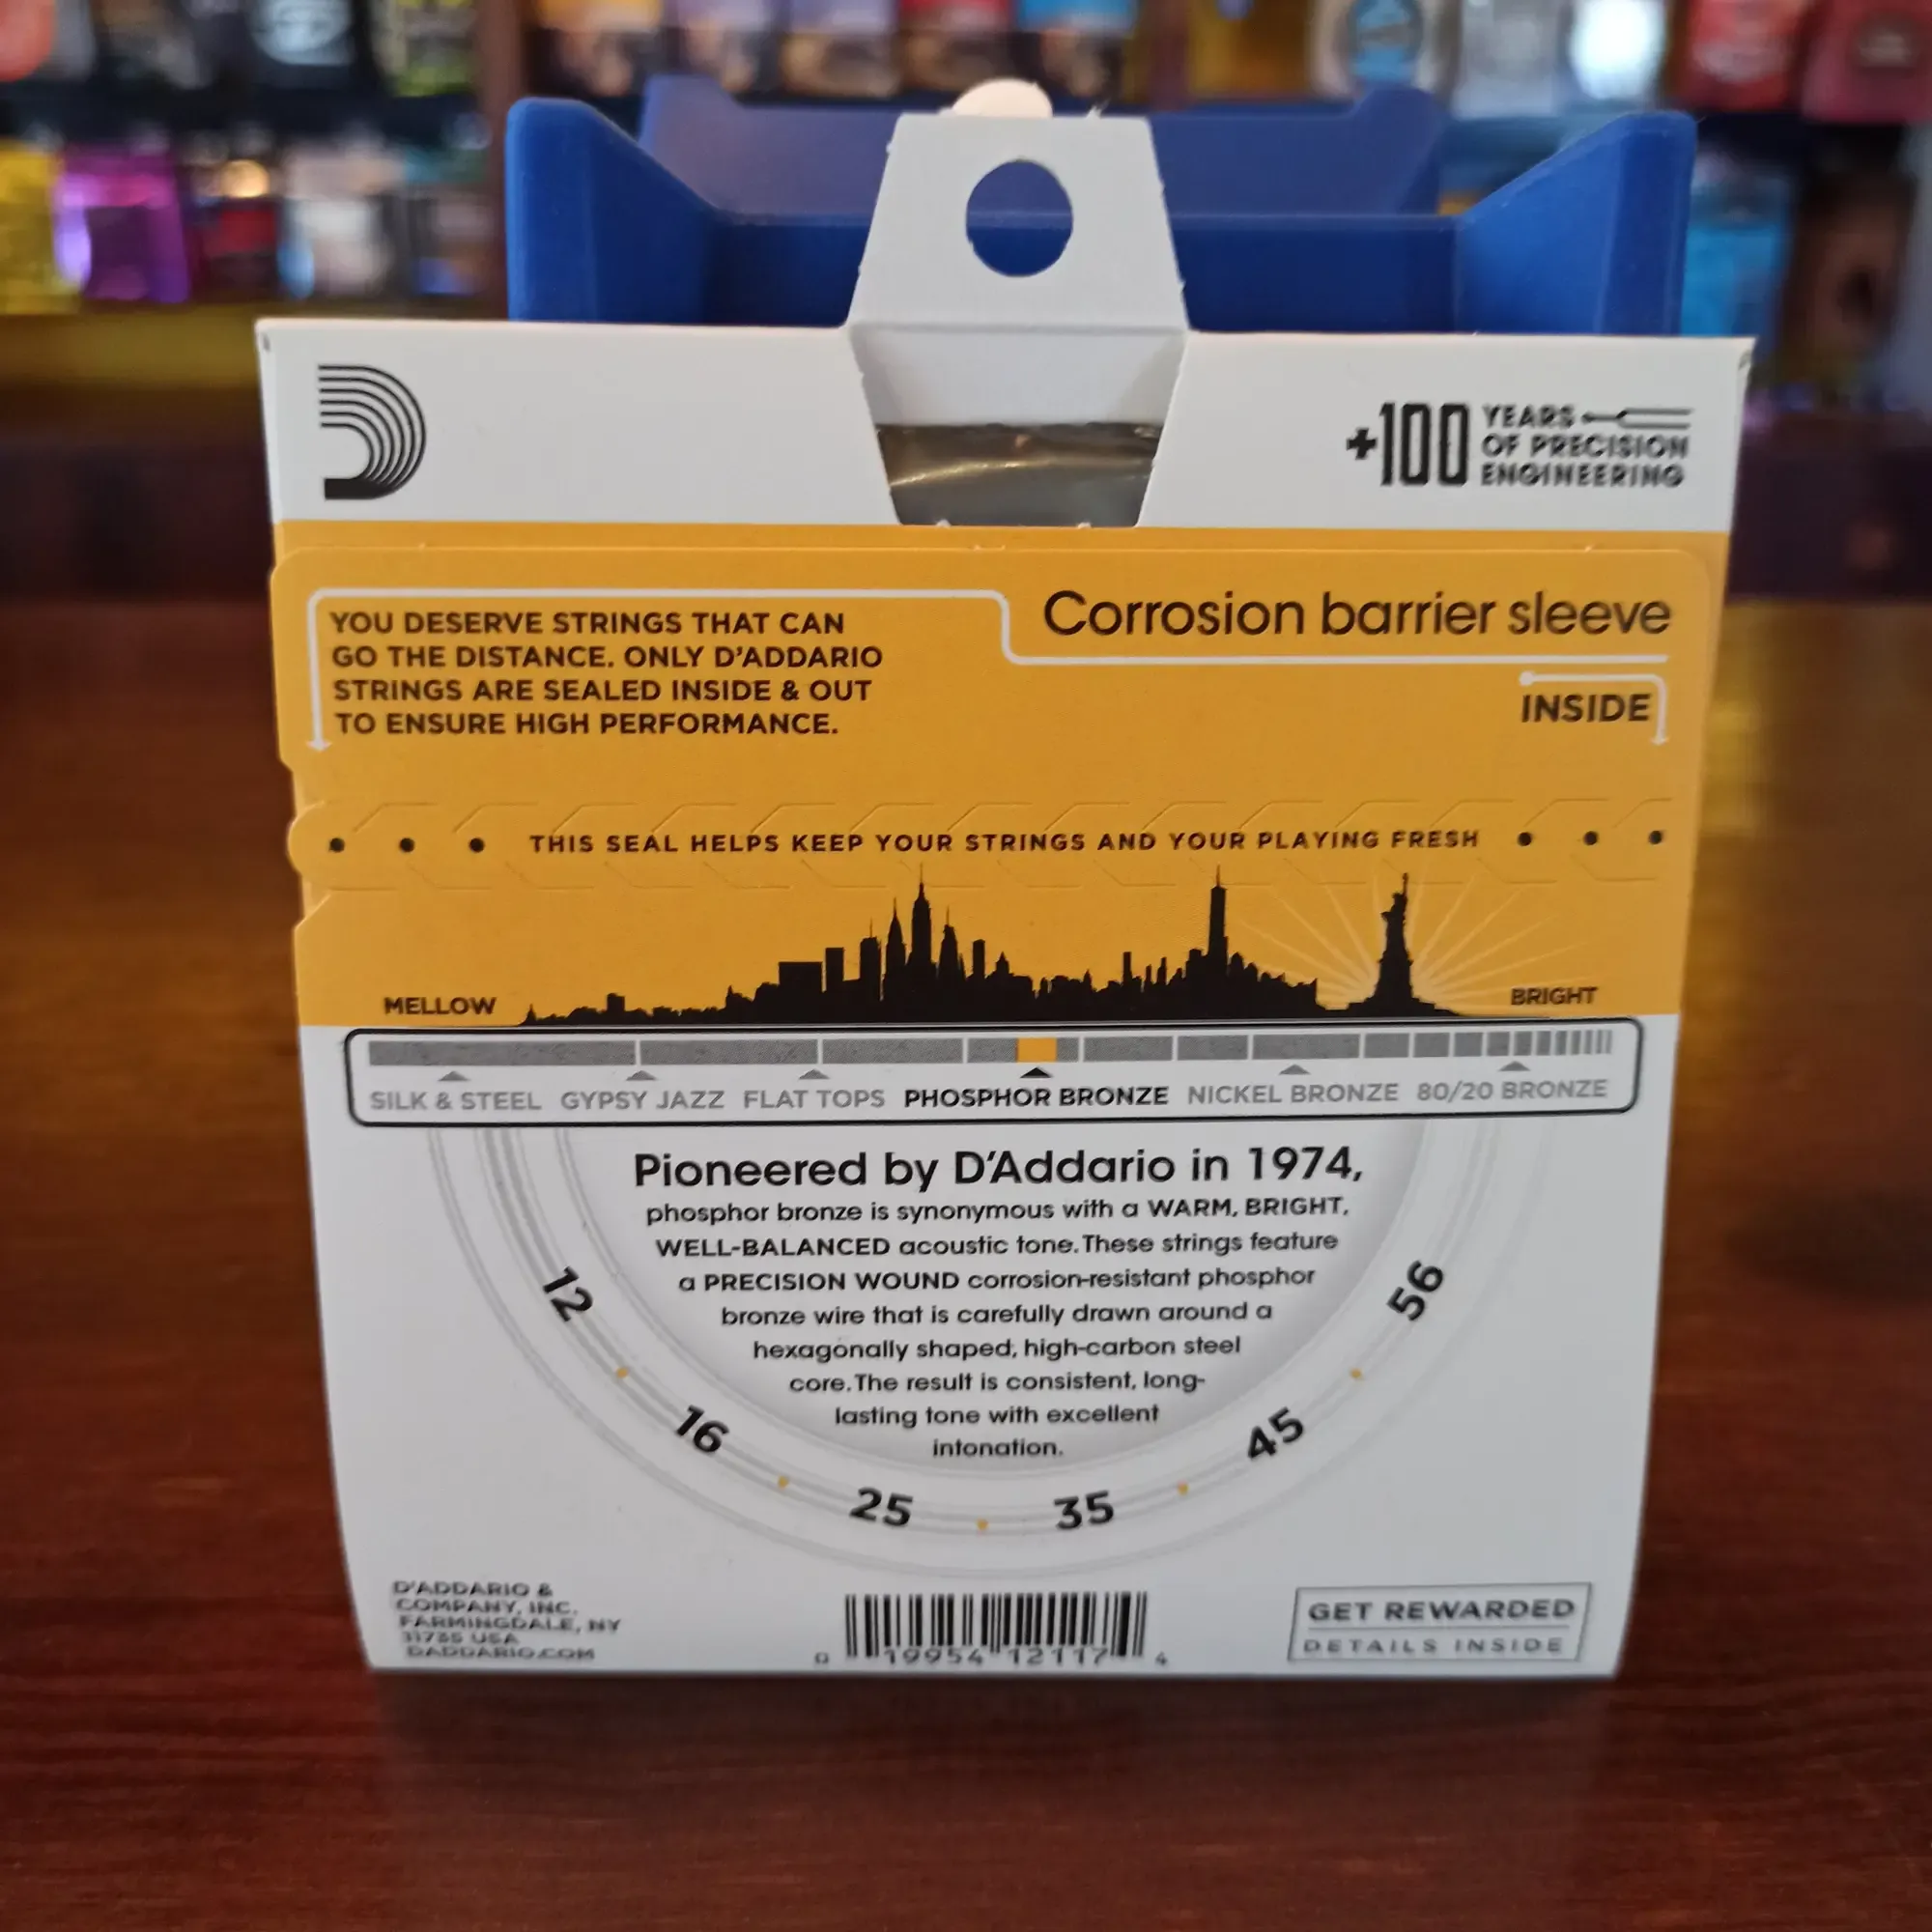 +100 YEARS
OF PRECISION
ENGINEERING
YOU DESERVE STRINGS THAT CAN
GO THE DISTANCE. ONLY D'ADDARIO
STRINGS ARE SEALED INSIDE & OUT
TO ENSURE HIGH PERFORMANCE.
Corrosion barrier sleeve
INSIDE
THIS SEAL HELPS KEEP YOUR STRINGS AND YOUR PLAYING FRESH
MELLOW
BRIGHT
SILK & STEEL GYPSY JAZZ FLAT TOPS PHOSPHOR BRONZE NICKEL BRONZE 80/20 BRONZE
Pioneered by D'Addario in 1974,
phosphor bronze is synonymous with a WARM, BRIGHT,
WELL-BALANCED acoustic tone. These strings feature
a PRECISION WOUND corrosion-resistant phosphor
bronze wire that is carefully drawn around a
hexagonally shaped, high-carbon steel
core. The result is consistent, long-
lasting tone with excellent
intonation.
12
16
25
35
45
56
D'ADDARIO &
COMPANY, INC.
FARMINGDALE, NY
11735 USA
DADDARIO.COM
0 19954 12117 4
GET REWARDED
DETAILS INSIDE